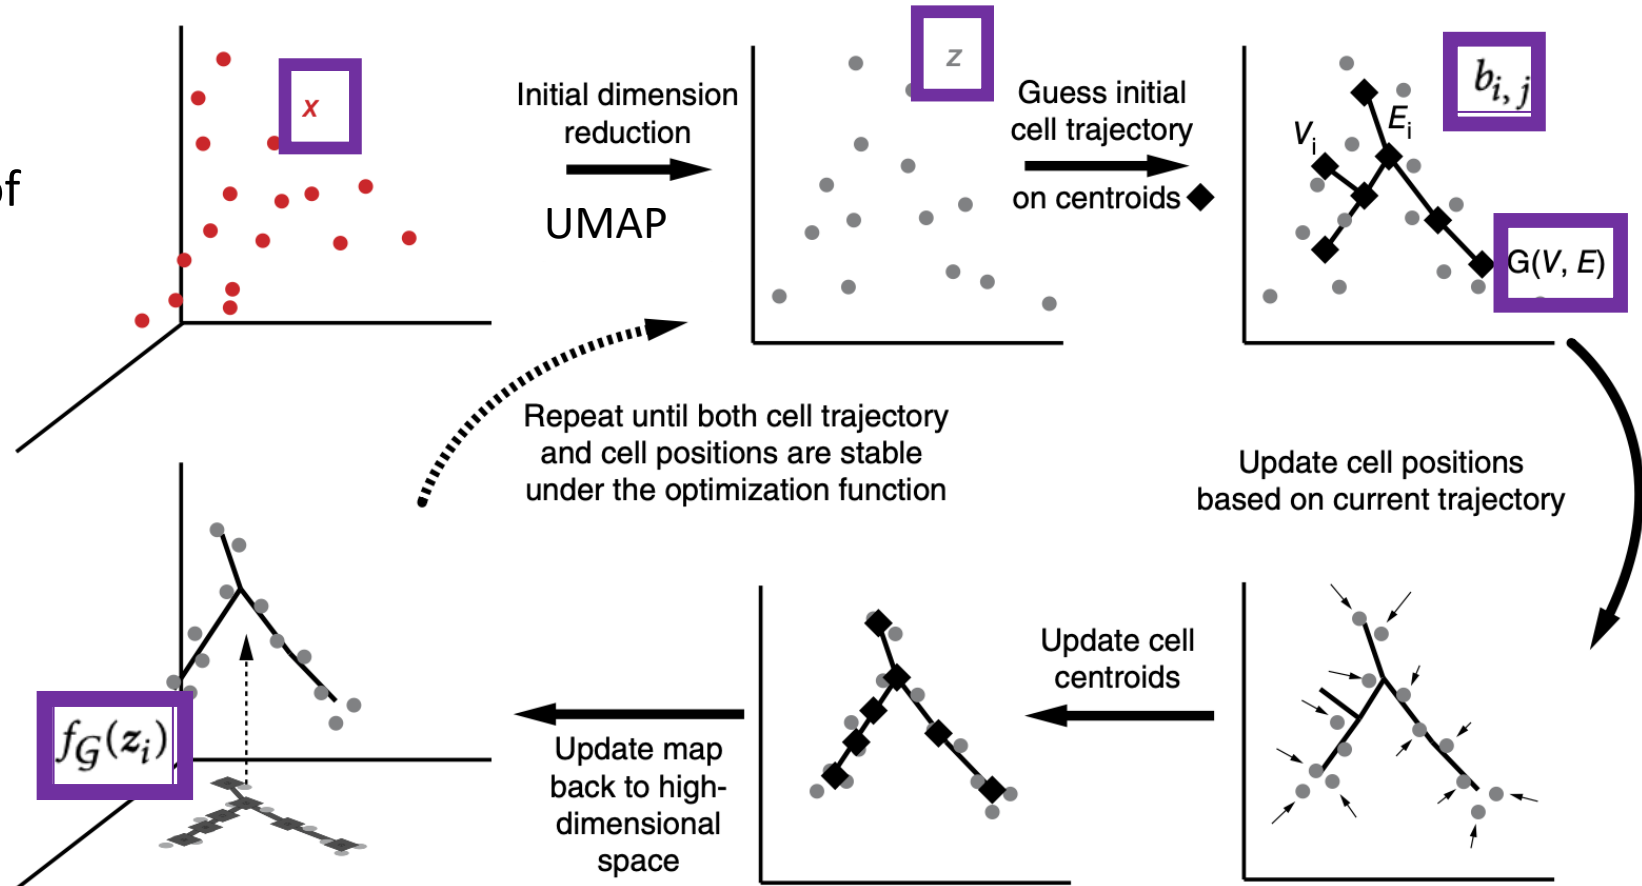 of
x
Initial dimension
reduction
UMAP
z
Guess initial
cell trajectory
on centroids
b_{i, j}
E_i
V_i
G(V, E)
Repeat until both cell trajectory
and cell positions are stable
under the optimization function
Update cell positions
based on current trajectory
Update cell
centroids
Update map
back to high-
dimensional
space
f_G(z_i)